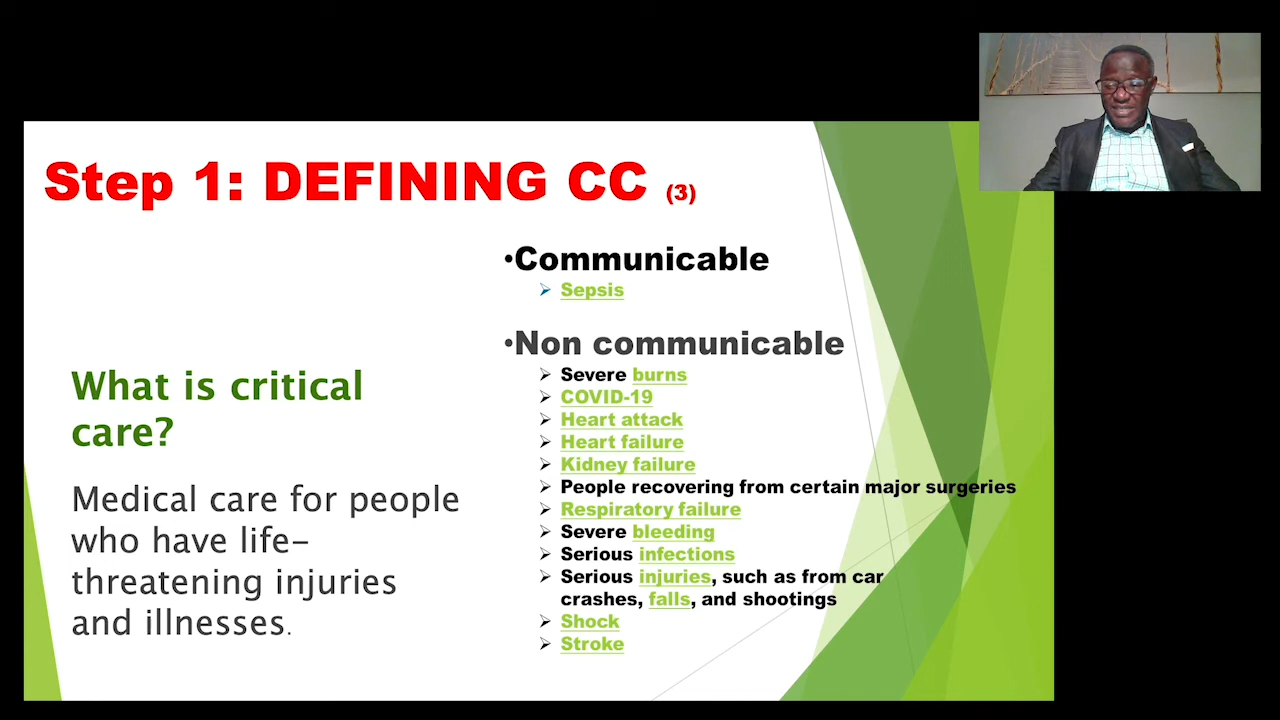 Step 1: DEFINING CC (3)
What is critical
care?
Medical care for people
who have life-
threatening injuries
and illnesses.
•Communicable
Sepsis
•Non communicable
Severe burns
COVID-19
Heart attack
Heart failure
Kidney failure
People recovering from certain major surgeries
Respiratory failure
Severe bleeding
Serious infections
Serious injuries, such as from car
crashes, falls, and shootings
Shock
Stroke